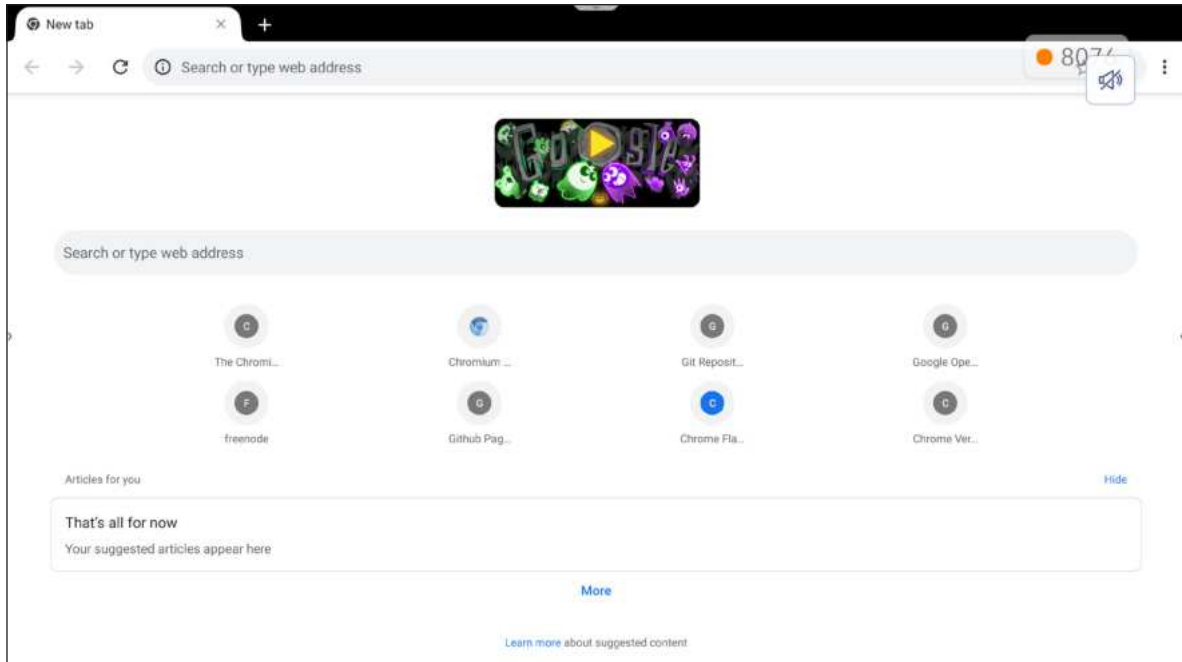 New tab
Search or type web address
Google
Search or type web address
C
G
G
The Chromi...
Chromium ...
Git Reposit...
Google Ope...
F
G
C
C
freenode
Github Pag...
Chrome Fla...
Chrome Ver...
Articles for you
Hide
That's all for now
Your suggested articles appear here
More
Learn more about suggested content